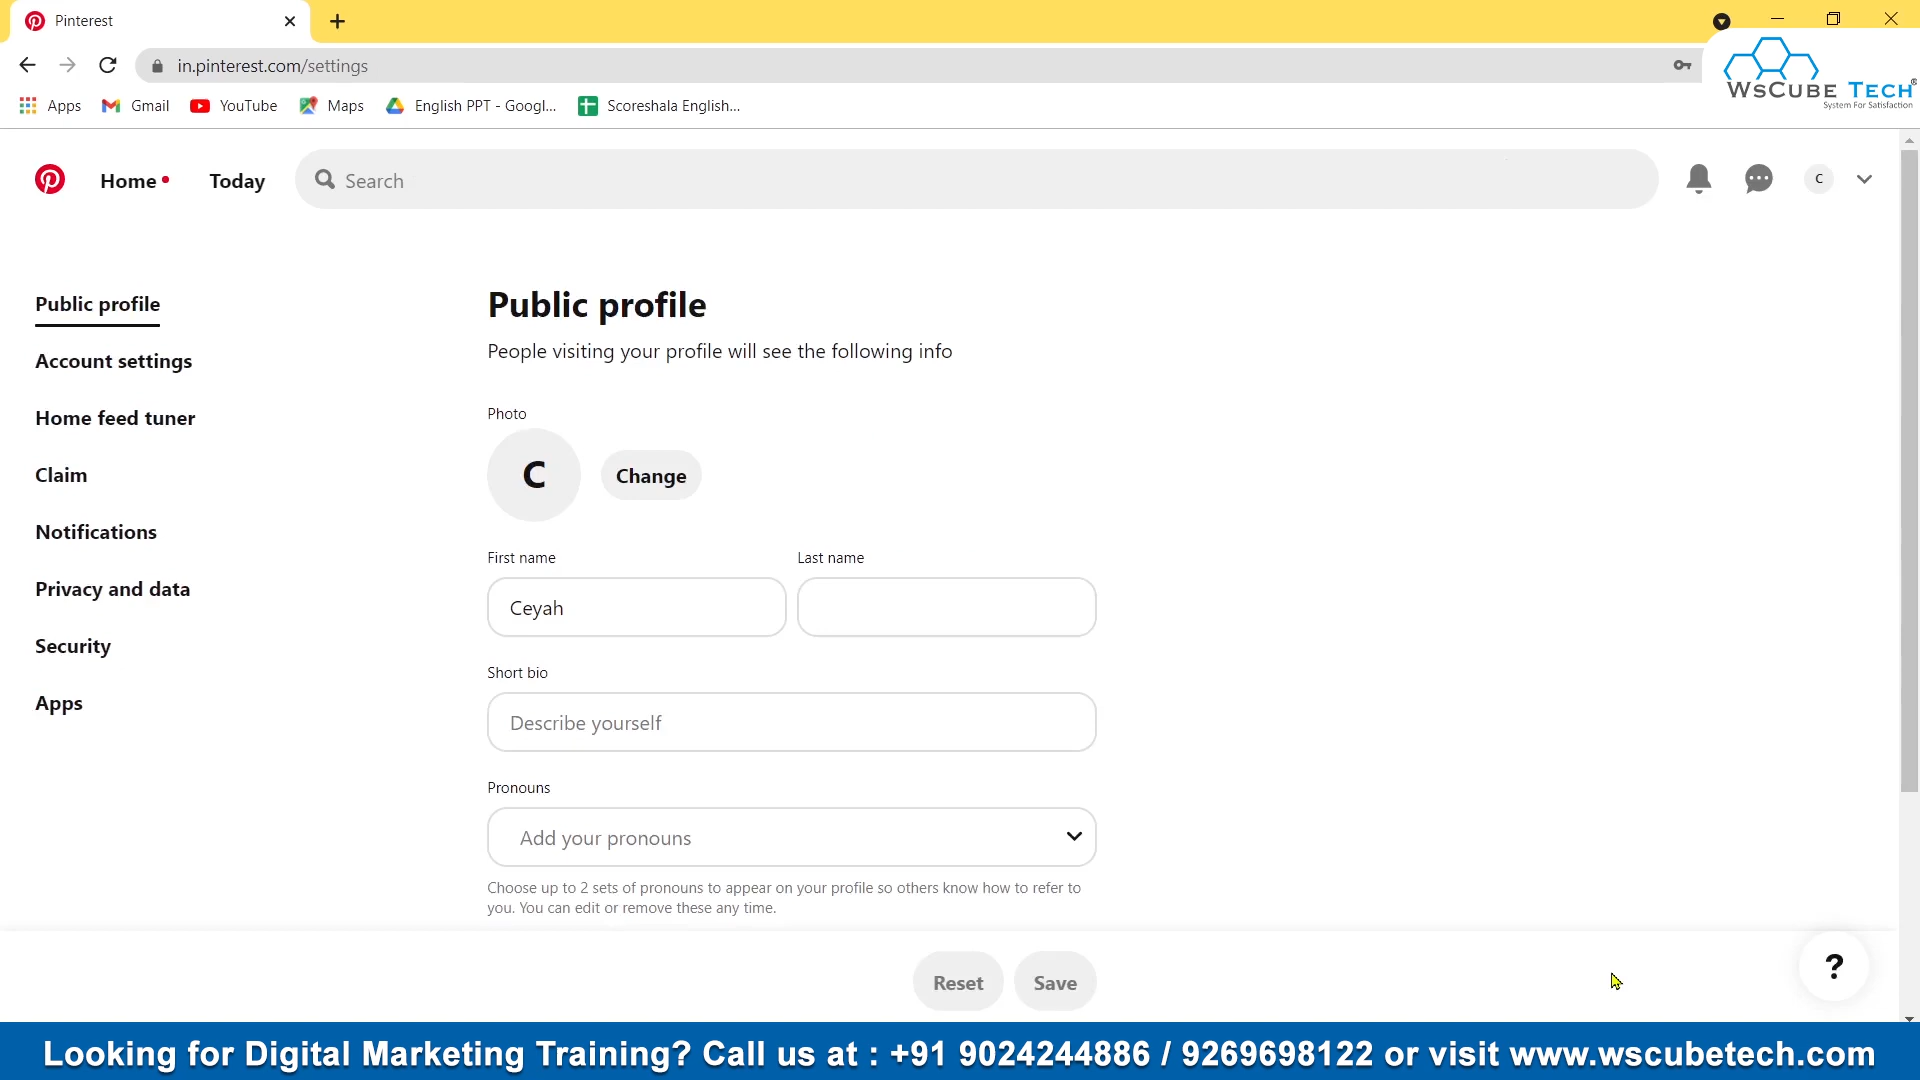 Pinterest
in.pinterest.com/settings
WsCube Tech®
System For Satisfaction
Apps
Gmail
YouTube
Maps
English PPT - Googl...
Scoreshala English...
Home
Today
Search
C
Public profile
Account settings
Home feed tuner
Claim
Notifications
Privacy and data
Security
Apps
Public profile
People visiting your profile will see the following info
Photo
C
Change
First name
Last name
Ceyah
Short bio
Describe yourself
Pronouns
Add your pronouns
Choose up to 2 sets of pronouns to appear on your profile so others know how to refer to
you. You can edit or remove these any time.
Reset
Save
?
Looking for Digital Marketing Training? Call us at : +91 9024244886 / 9269698122 or visit www.wscubetech.com